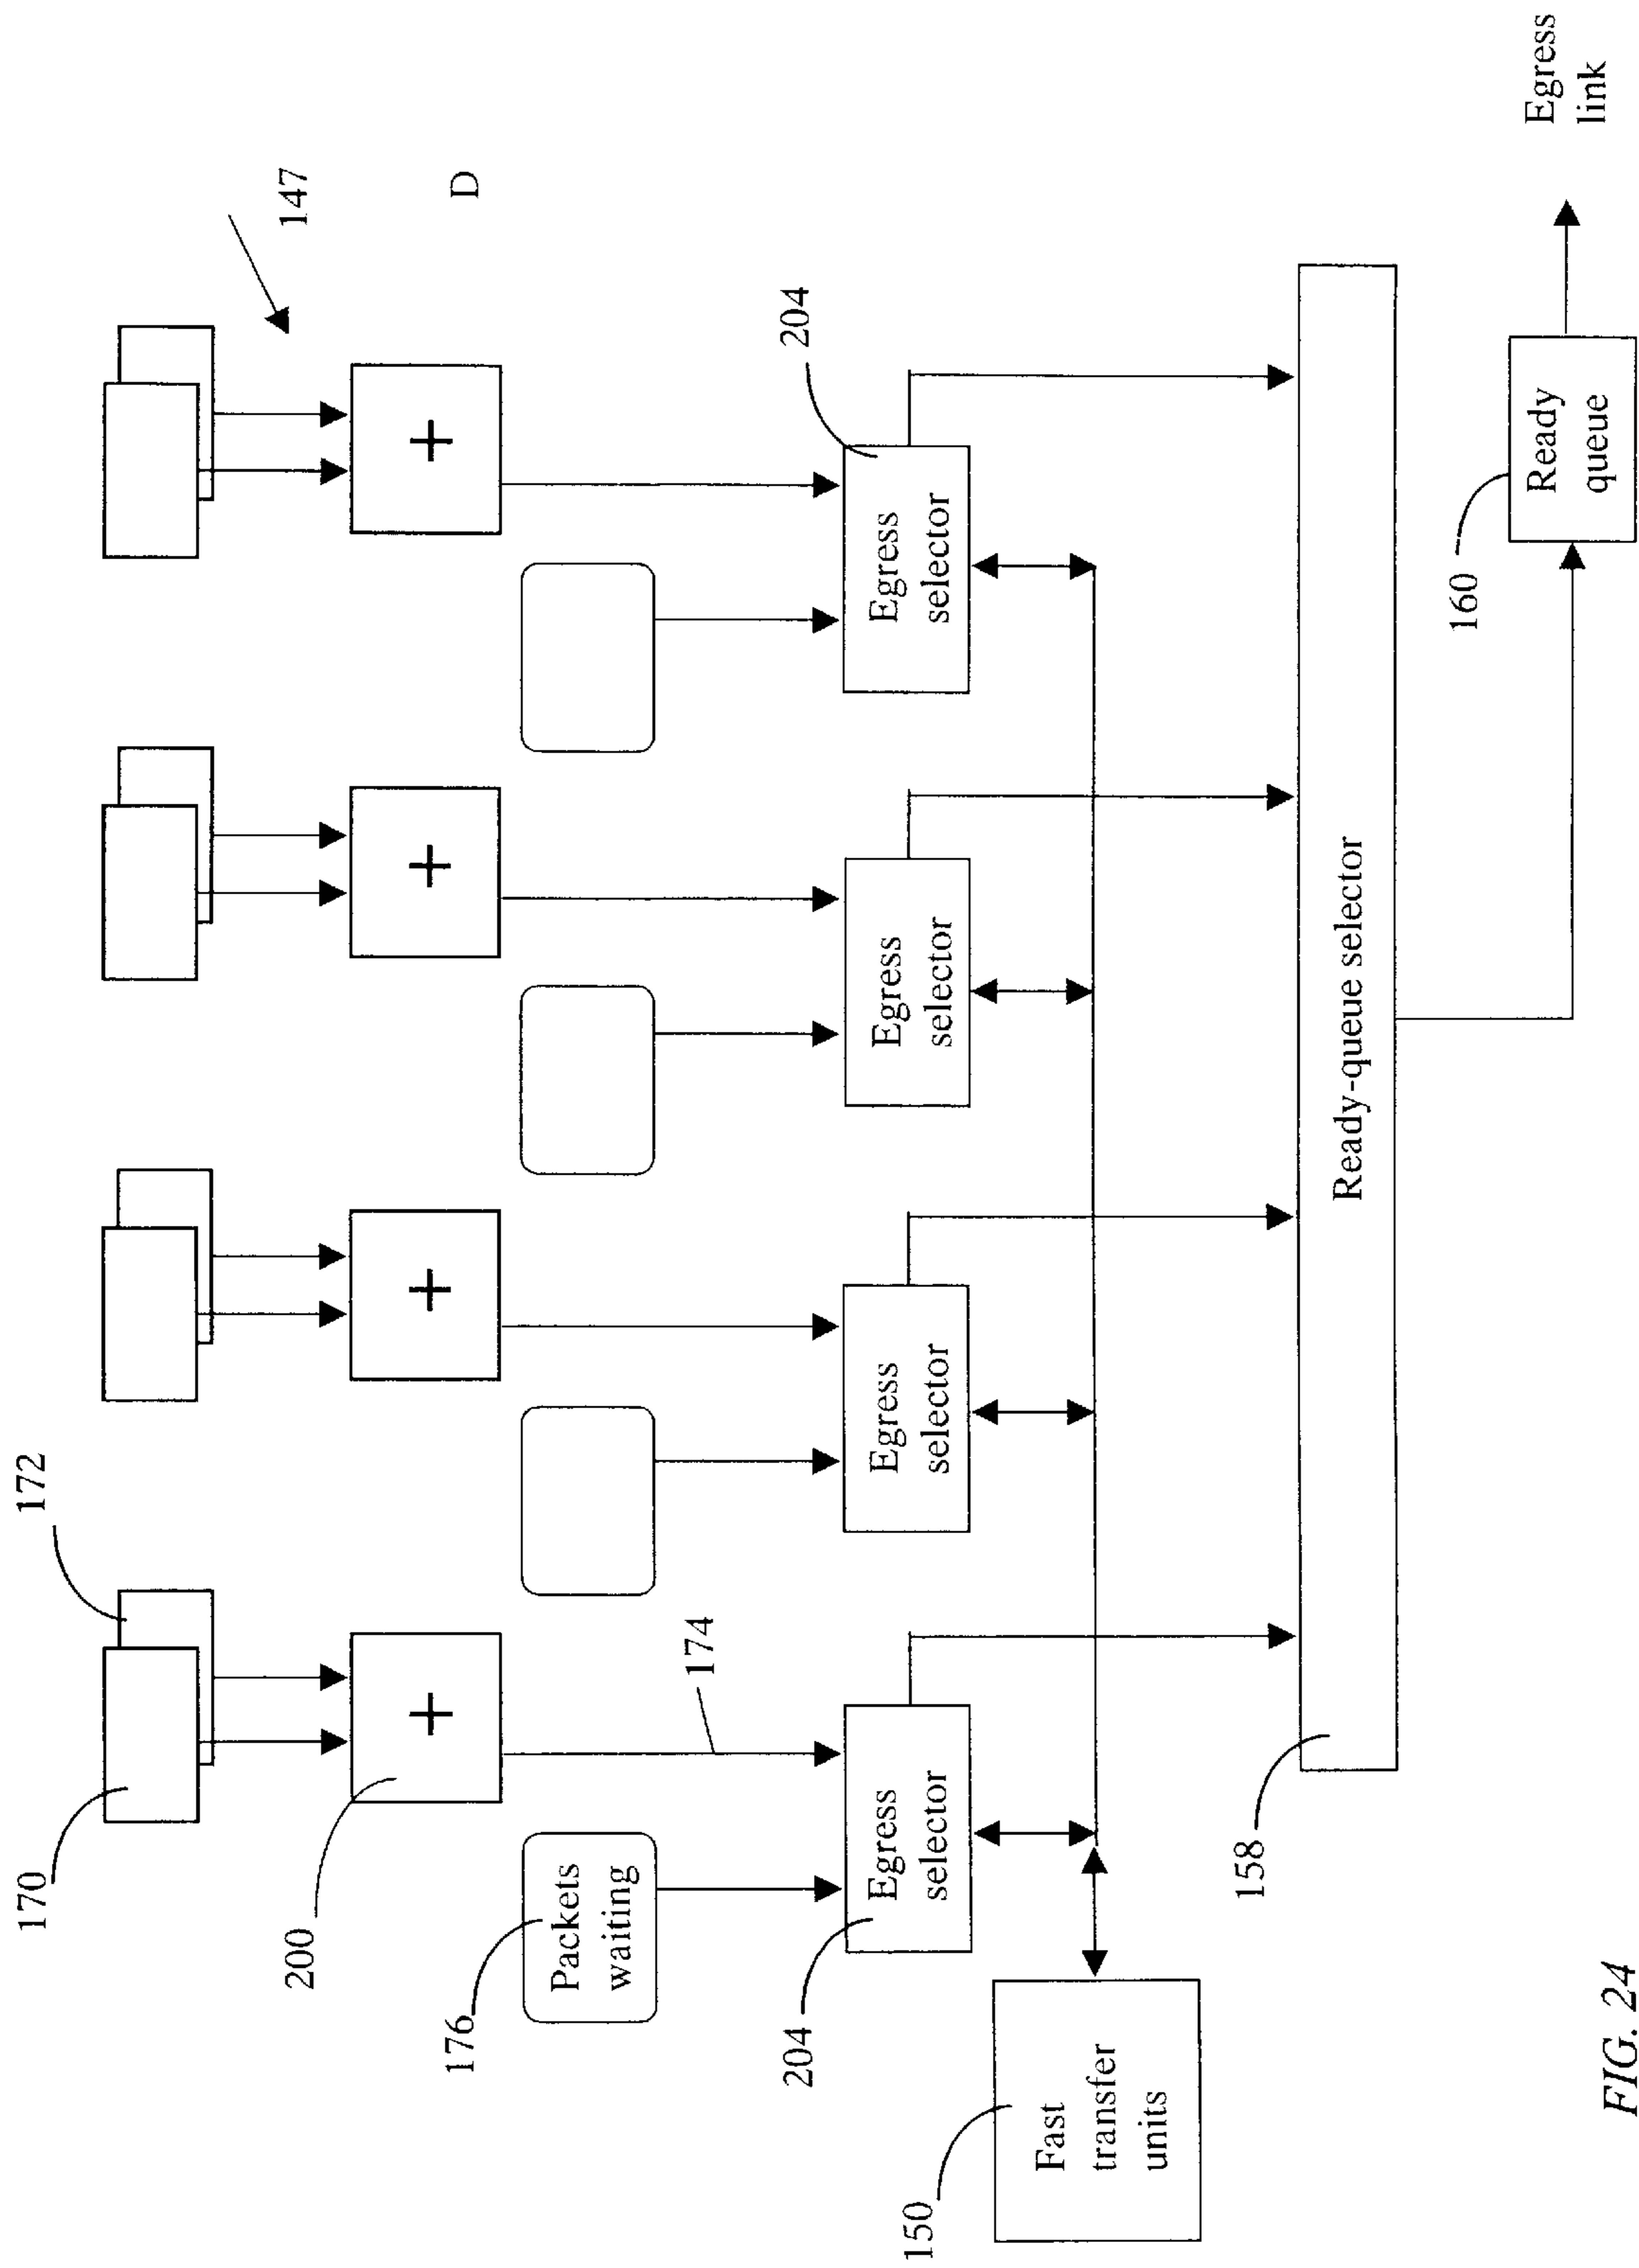 172
170
147
200
+
+
+
+
D
176
Packets
waiting
174
204
204
Egress
selector
Egress
selector
Egress
selector
Egress
selector
150
Fast
transfer
units
158
Ready-queue selector
160
Ready
queue
Egress
link
FIG. 24